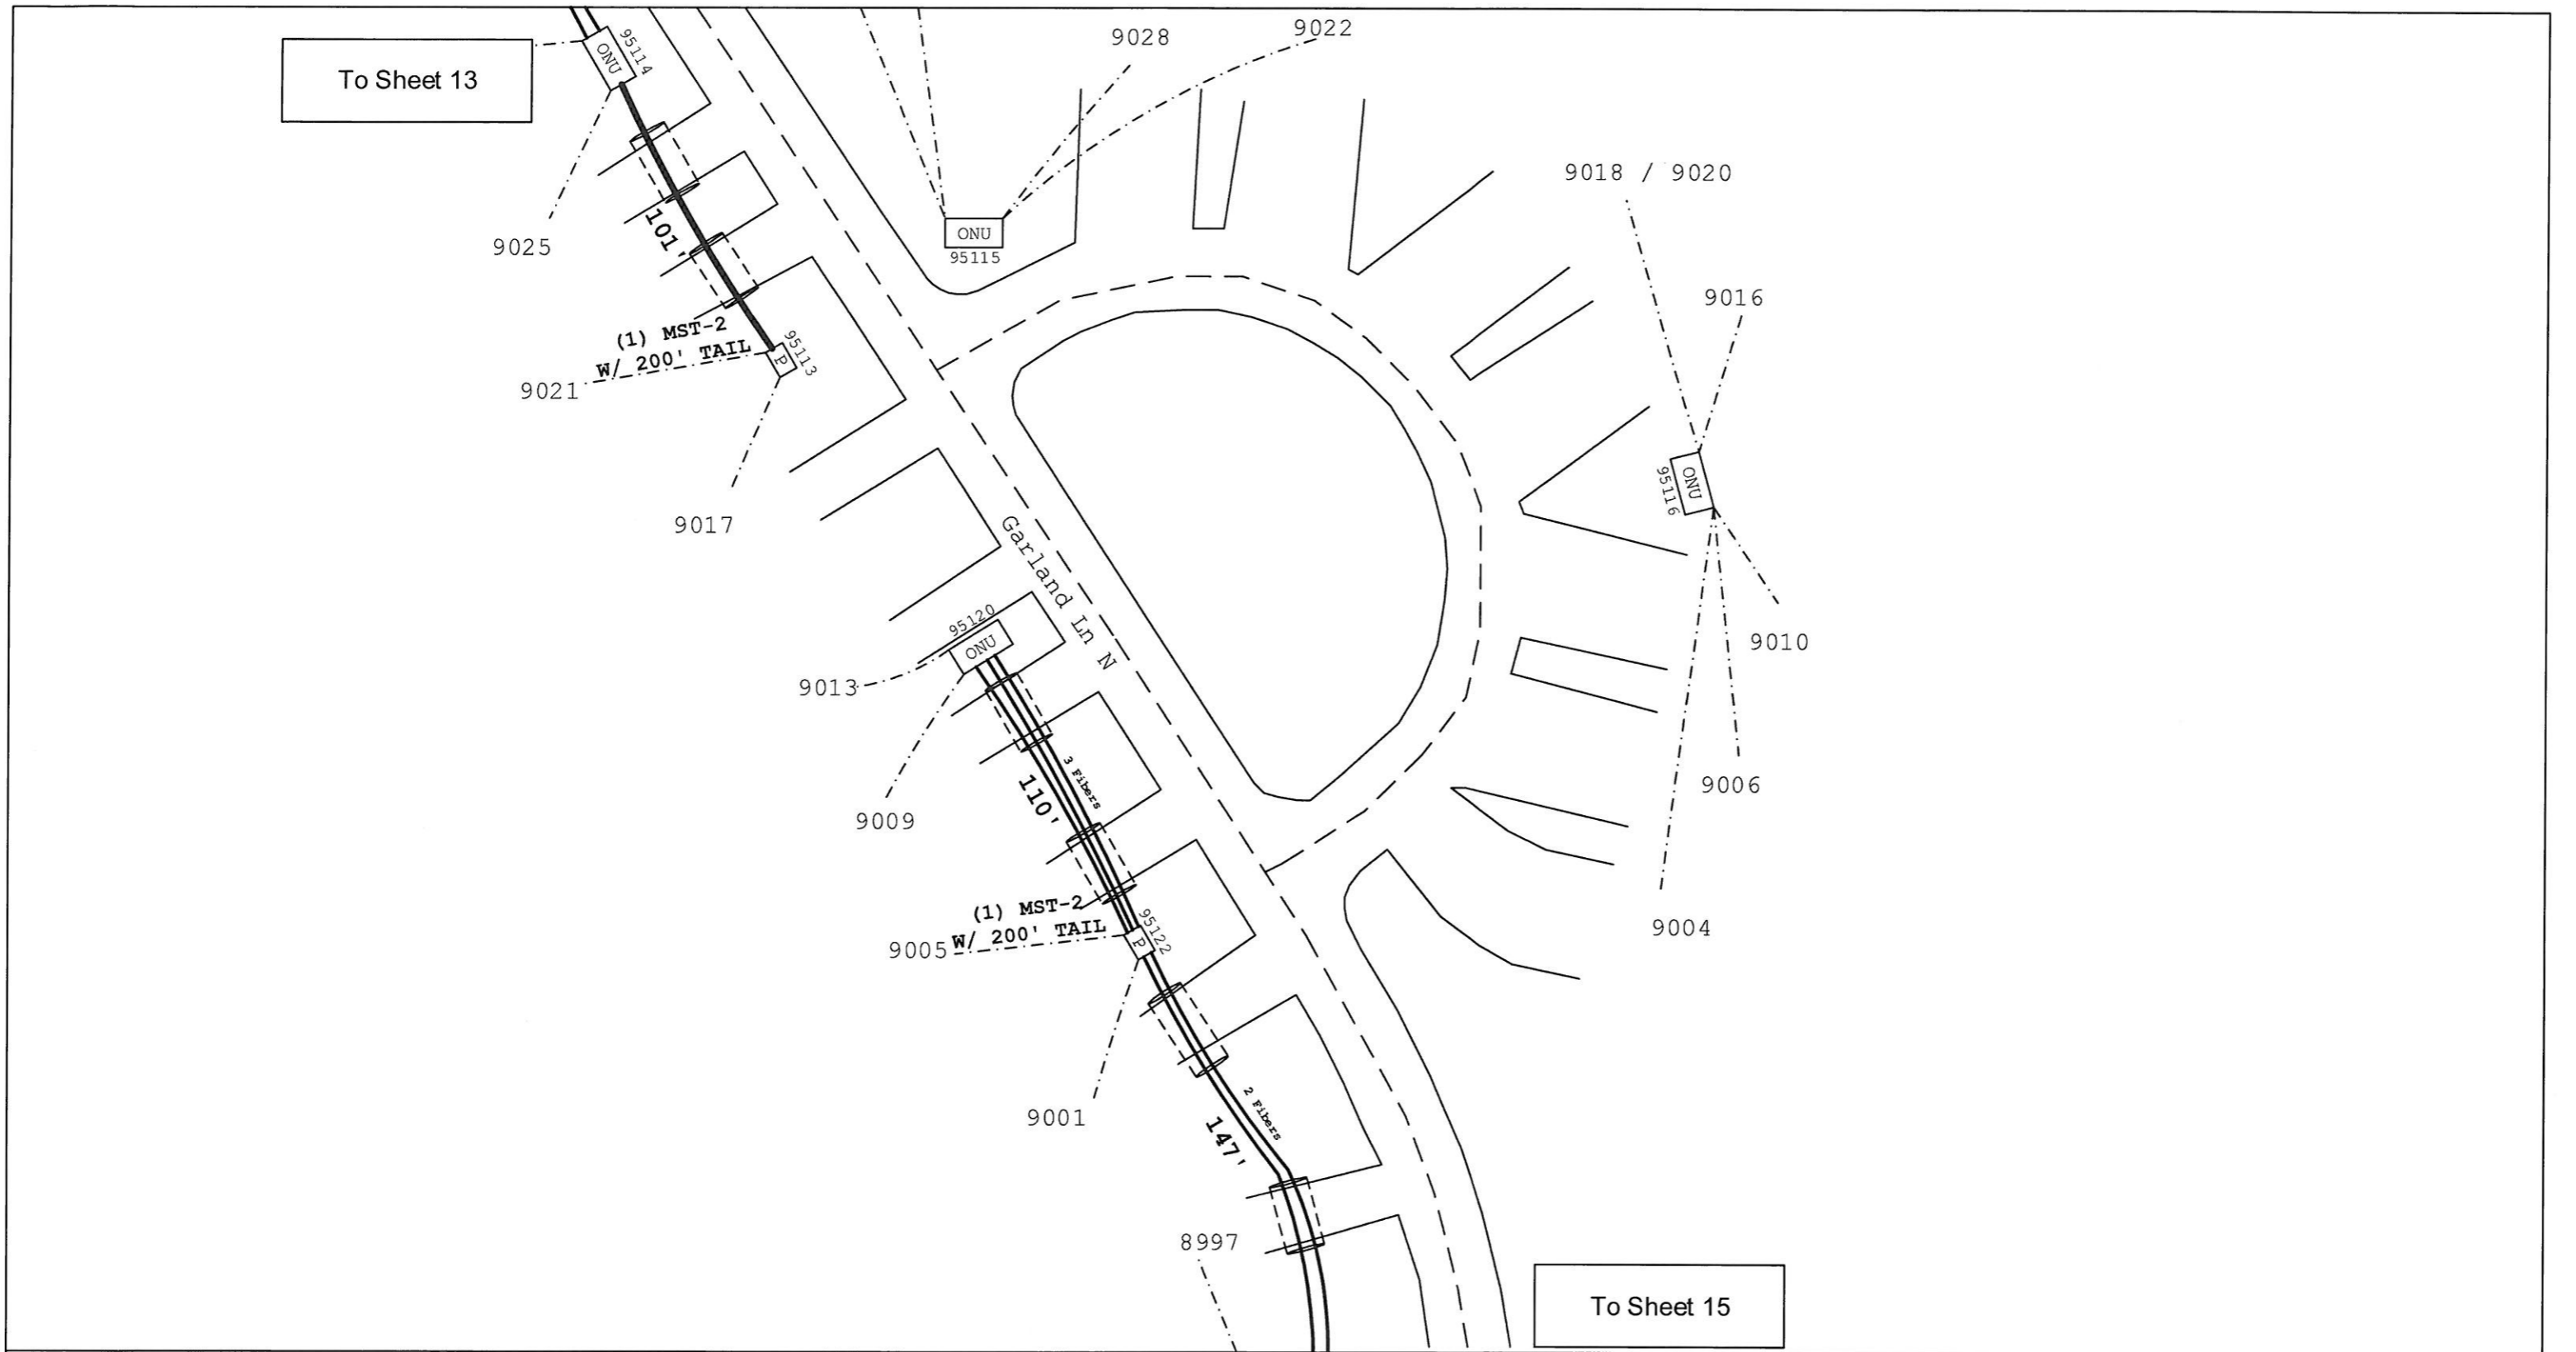 9028
9022
To Sheet 13
ONU
95114
9018 / 9020
101'
9025
ONU
95115
9016
(1) MST-2
W/ 200' TAIL
9021
P
95113
9017
ONU
95116
Garland Ln N
95120
ONU
9013
9010
9009
110'
3 Fibers
9006
(1) MST-2
W/ 200' TAIL
9005
P
95122
9004
9001
2 Fibers
147'
8997
To Sheet 15